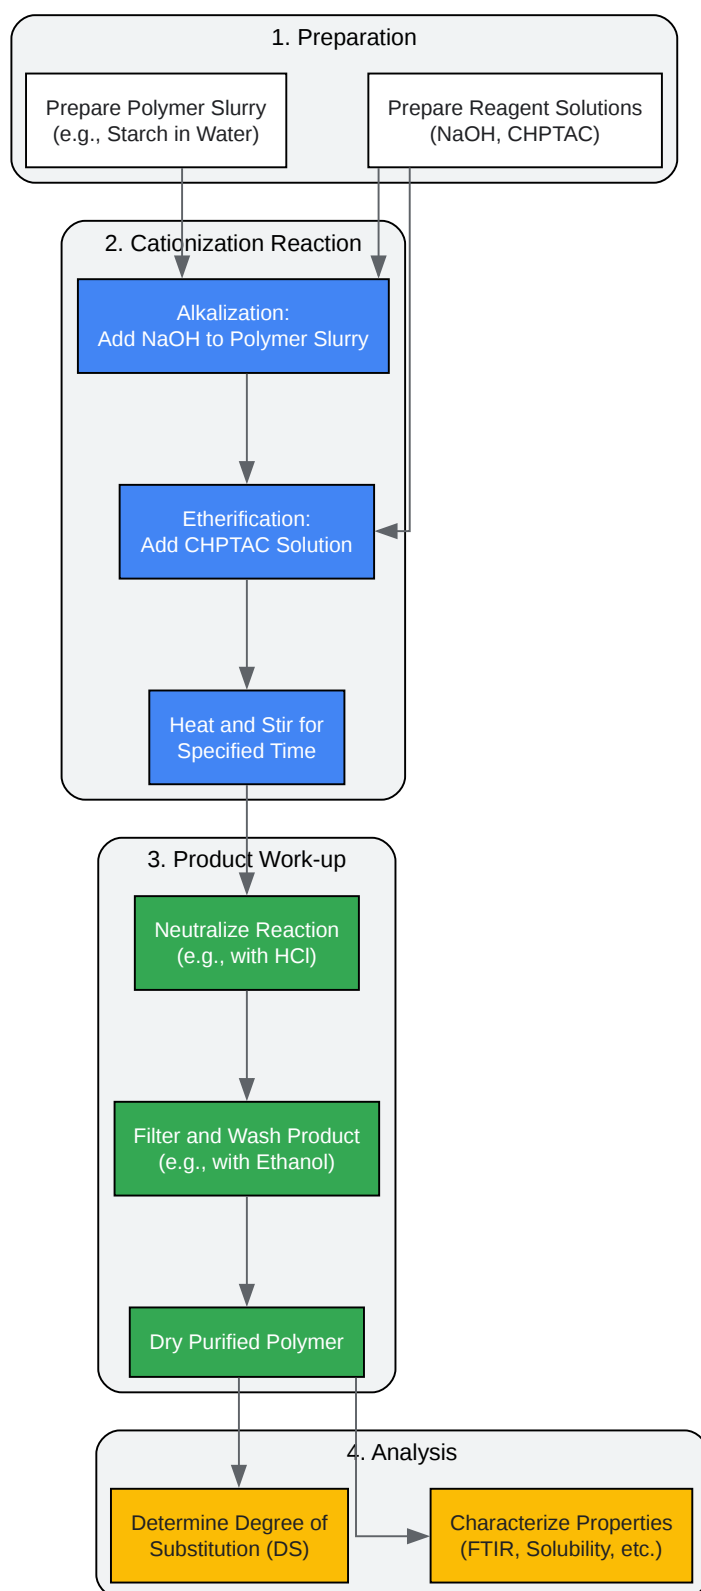 1. Preparation
Prepare Polymer Slurry
(e.g., Starch in Water)
Prepare Reagent Solutions
(NaOH, CHPTAC)
2. Cationization Reaction
Alkalization:
Add NaOH to Polymer Slurry
Etherification:
Add CHPTAC Solution
Heat and Stir for
Specified Time
3. Product Work-up
Neutralize Reaction
(e.g., with HCl)
Filter and Wash Product
(e.g., with Ethanol)
Dry Purified Polymer
4. Analysis
Determine Degree of
Substitution (DS)
Characterize Properties
(FTIR, Solubility, etc.)